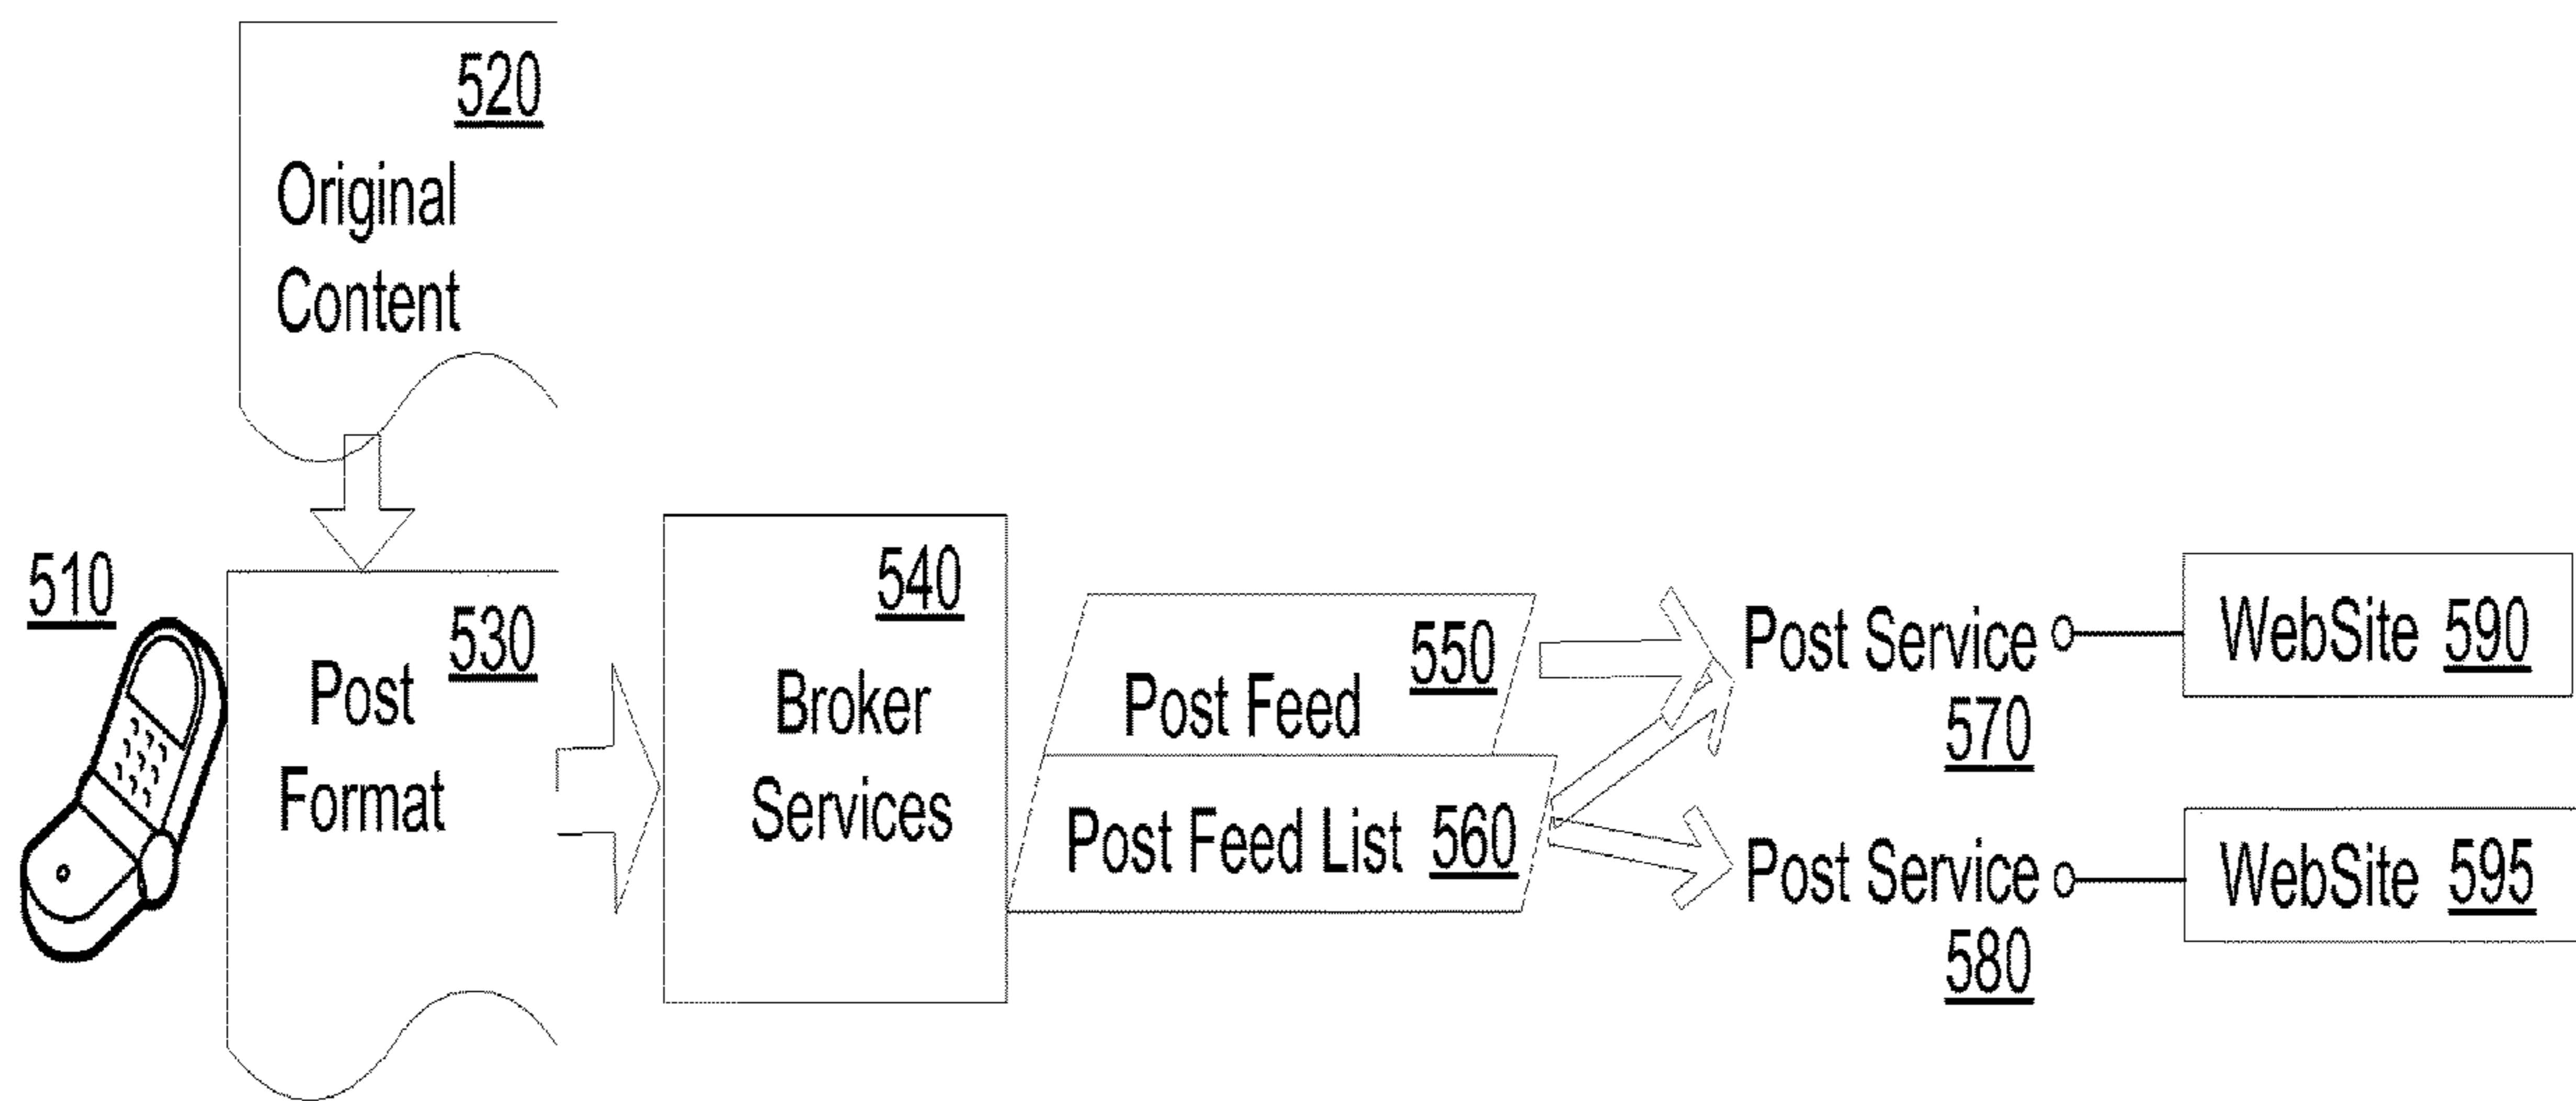 520
Original
Content
510
530
Post
Format
540
Broker
Services
550
Post Feed
Post Feed List 560
Post Service
570
WebSite 590
Post Service
580
WebSite 595